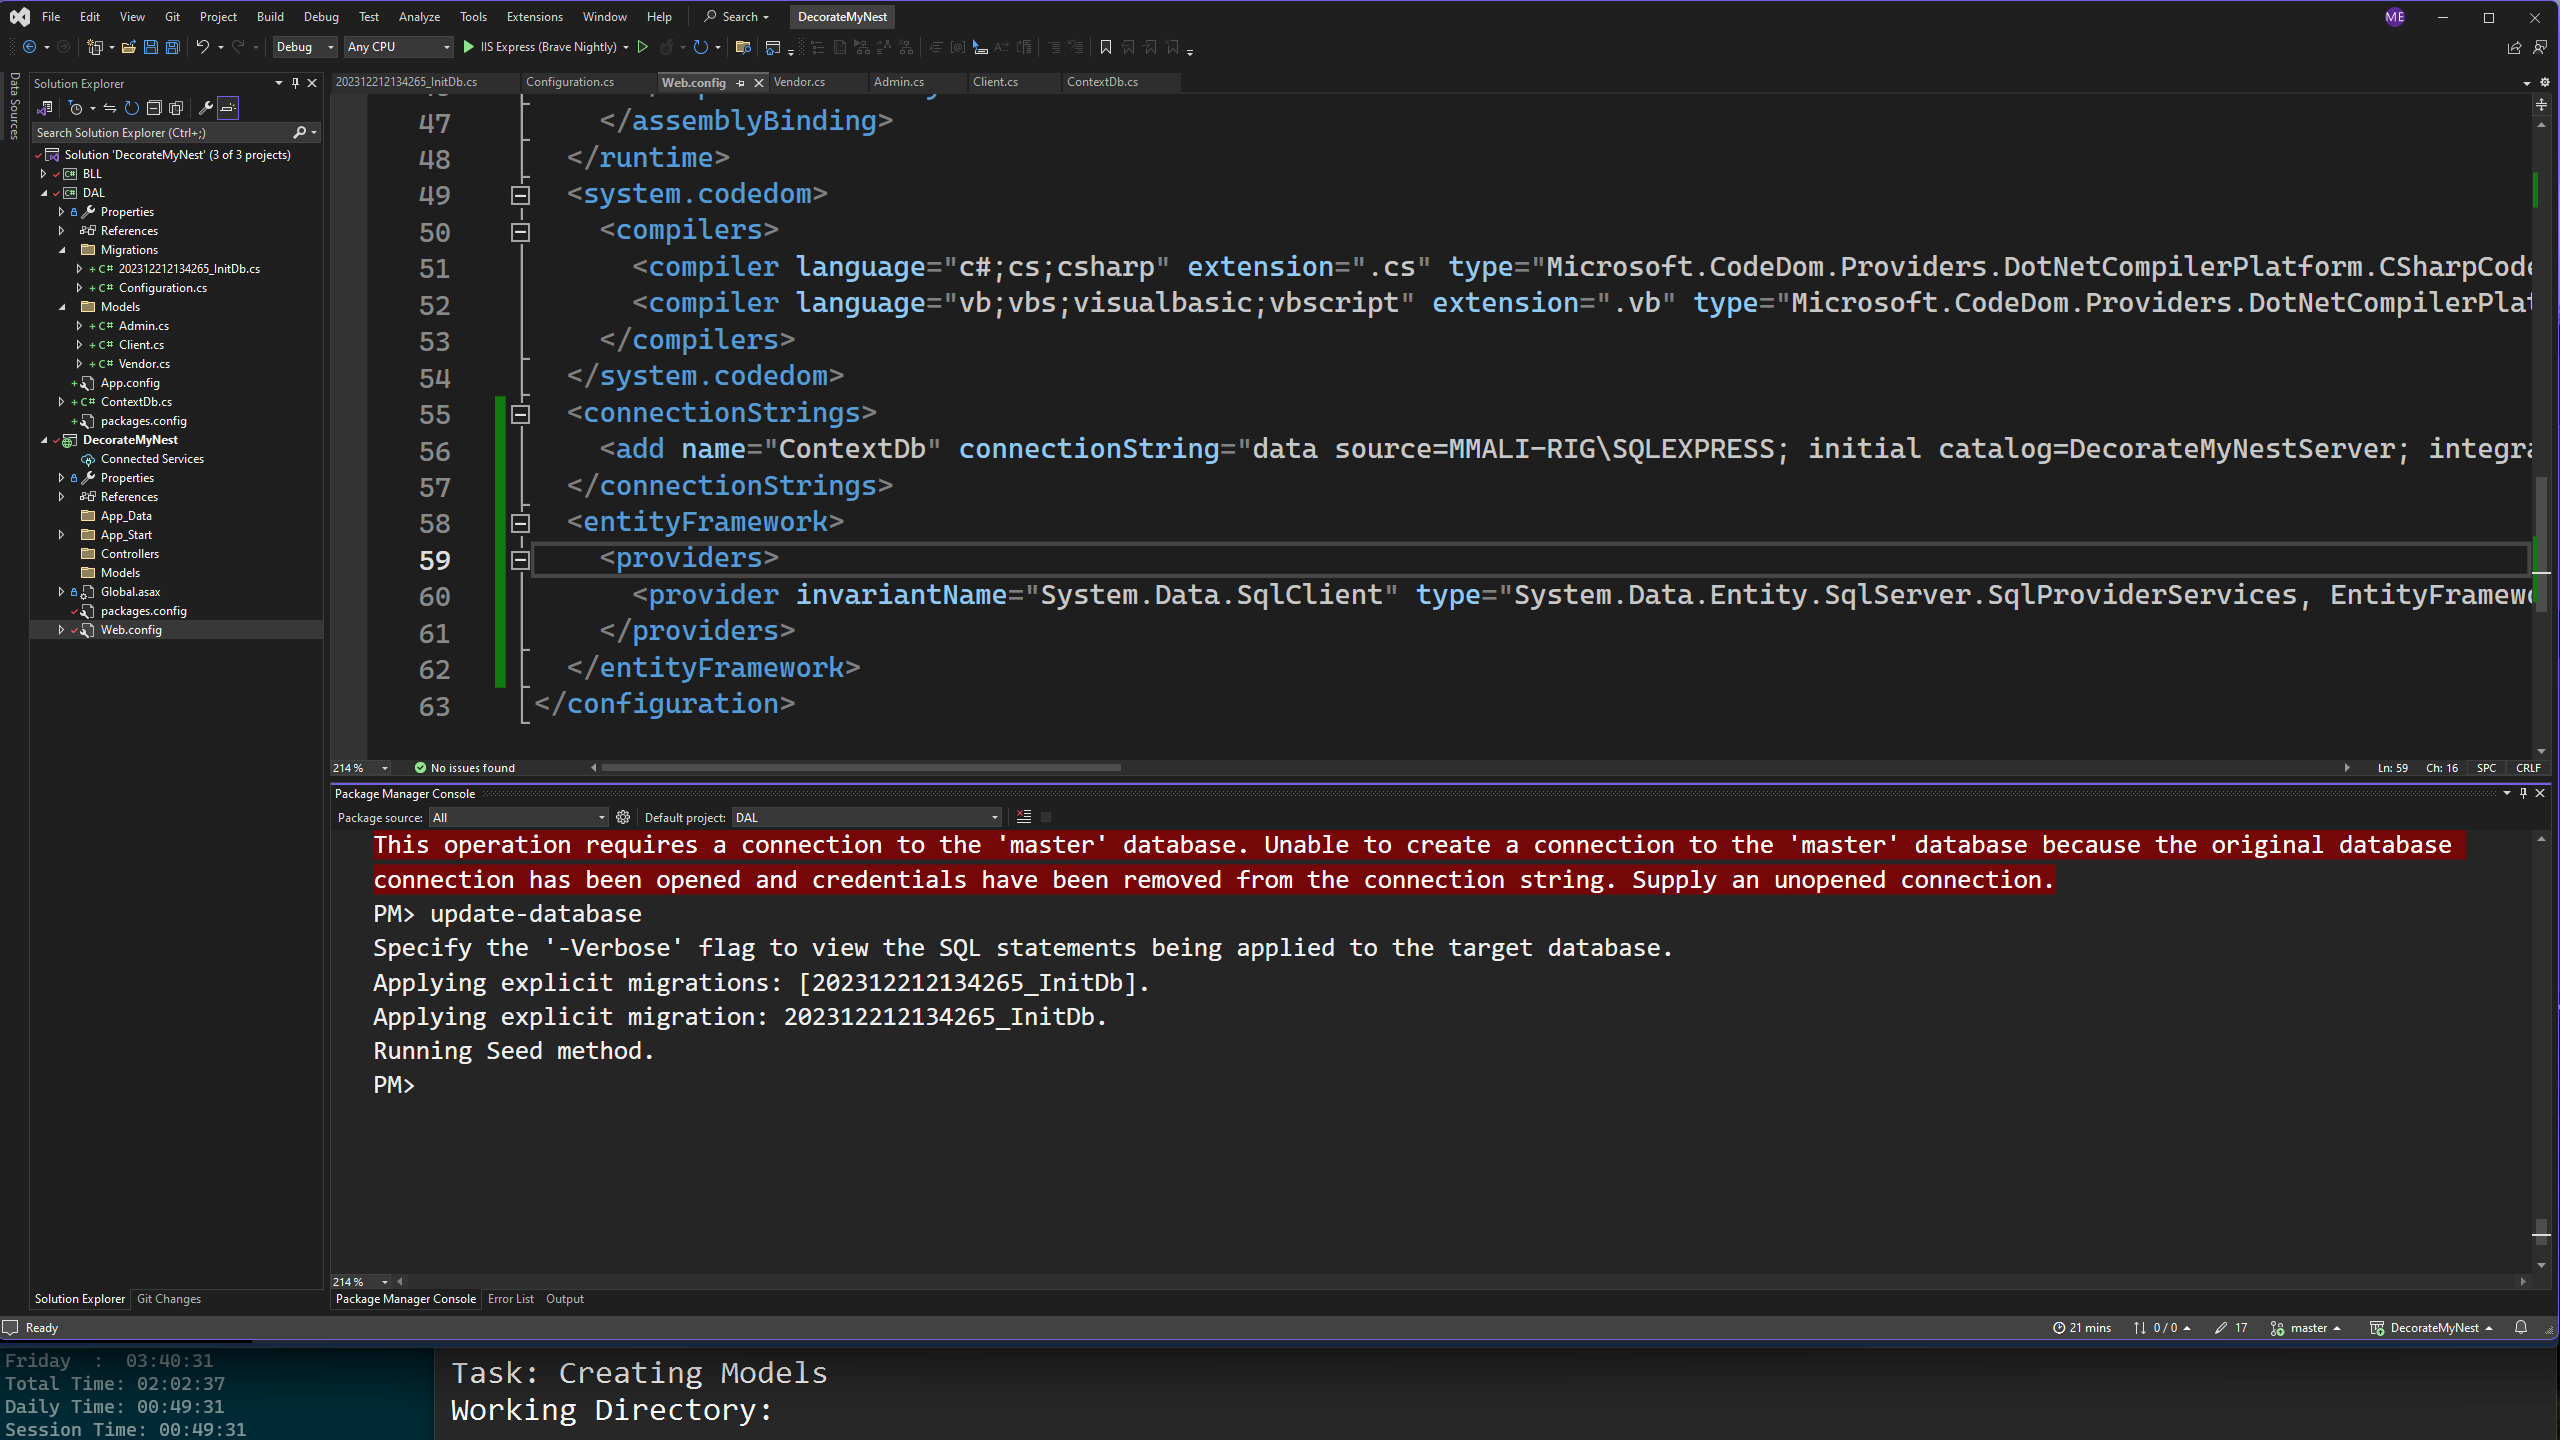 File Edit View Git Project Build Debug Test Analyze Tools Extensions Window Help Search DecorateMyNest ME
Debug Any CPU IIS Express (Brave Nightly)
Data Sources
Solution Explorer
Search Solution Explorer (Ctrl+;)
Solution 'DecorateMyNest' (3 of 3 projects)
BLL
DAL
Properties
References
Migrations
202312212134265_InitDb.cs
Configuration.cs
Models
Admin.cs
Client.cs
Vendor.cs
App.config
ContextDb.cs
packages.config
DecorateMyNest
Connected Services
Properties
References
App_Data
App_Start
Controllers
Models
Global.asax
packages.config
Web.config
Solution Explorer Git Changes
202312212134265_InitDb.cs Configuration.cs Web.config Vendor.cs Admin.cs Client.cs ContextDb.cs
47 </assemblyBinding>
48 </runtime>
49 <system.codedom>
50 <compilers>
51 <compiler language="c#;cs;csharp" extension=".cs" type="Microsoft.CodeDom.Providers.DotNetCompilerPlatform.CSharpCode
52 <compiler language="vb;vbs;visualbasic;vbscript" extension=".vb" type="Microsoft.CodeDom.Providers.DotNetCompilerPlat
53 </compilers>
54 </system.codedom>
55 <connectionStrings>
56 <add name="ContextDb" connectionString="data source=MMALI-RIG\SQLEXPRESS; initial catalog=DecorateMyNestServer; integra
57 </connectionStrings>
58 <entityFramework>
59 <providers>
60 <provider invariantName="System.Data.SqlClient" type="System.Data.Entity.SqlServer.SqlProviderServices, EntityFramewo
61 </providers>
62 </entityFramework>
63 </configuration>
214 % No issues found Ln: 59 Ch: 16 SPC CRLF
Package Manager Console
Package source: All Default project: DAL
This operation requires a connection to the 'master' database. Unable to create a connection to the 'master' database because the original database
connection has been opened and credentials have been removed from the connection string. Supply an unopened connection.
PM> update-database
Specify the '-Verbose' flag to view the SQL statements being applied to the target database.
Applying explicit migrations: [202312212134265_InitDb].
Applying explicit migration: 202312212134265_InitDb.
Running Seed method.
PM>
214 %
Package Manager Console Error List Output
Ready 21 mins 0 / 0 17 master DecorateMyNest
Friday : 03:40:31
Total Time: 02:02:37
Daily Time: 00:49:31
Session Time: 00:49:31
Task: Creating Models
Working Directory: